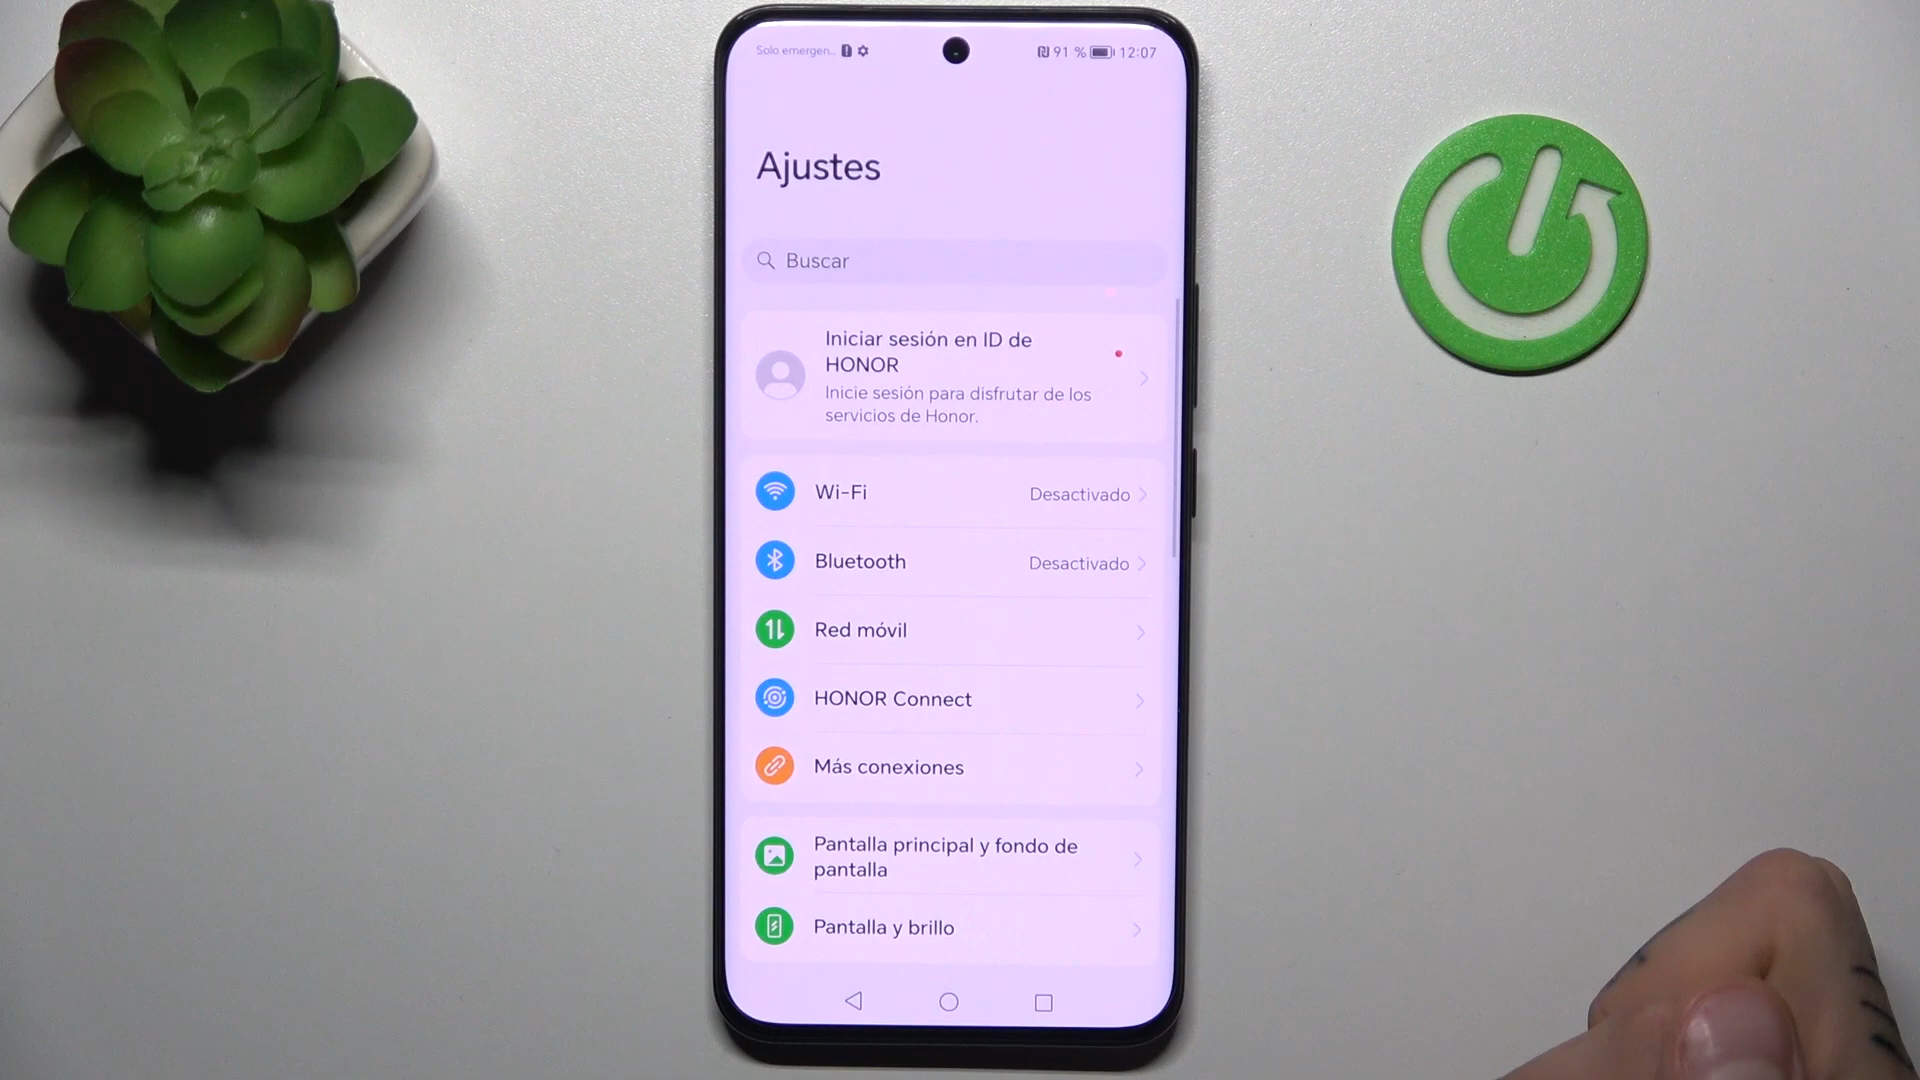 Solo emergen...
91 % 12:07
Ajustes
Buscar
Iniciar sesión en ID de
HONOR
Inicie sesión para disfrutar de los
servicios de Honor.
Wi-Fi Desactivado
Bluetooth Desactivado
Red móvil
HONOR Connect
Más conexiones
Pantalla principal y fondo de
pantalla
Pantalla y brillo